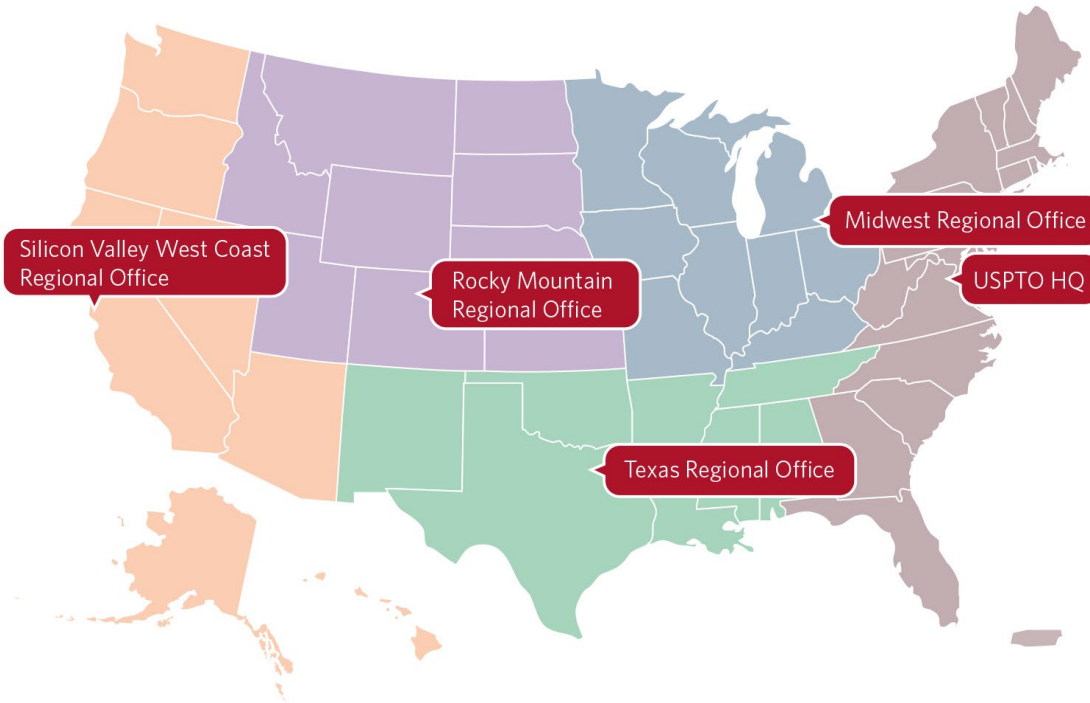 Midwest Regional Office
Silicon Valley West Coast
Regional Office
Rocky Mountain
Regional Office
USPTO HQ
Texas Regional Office